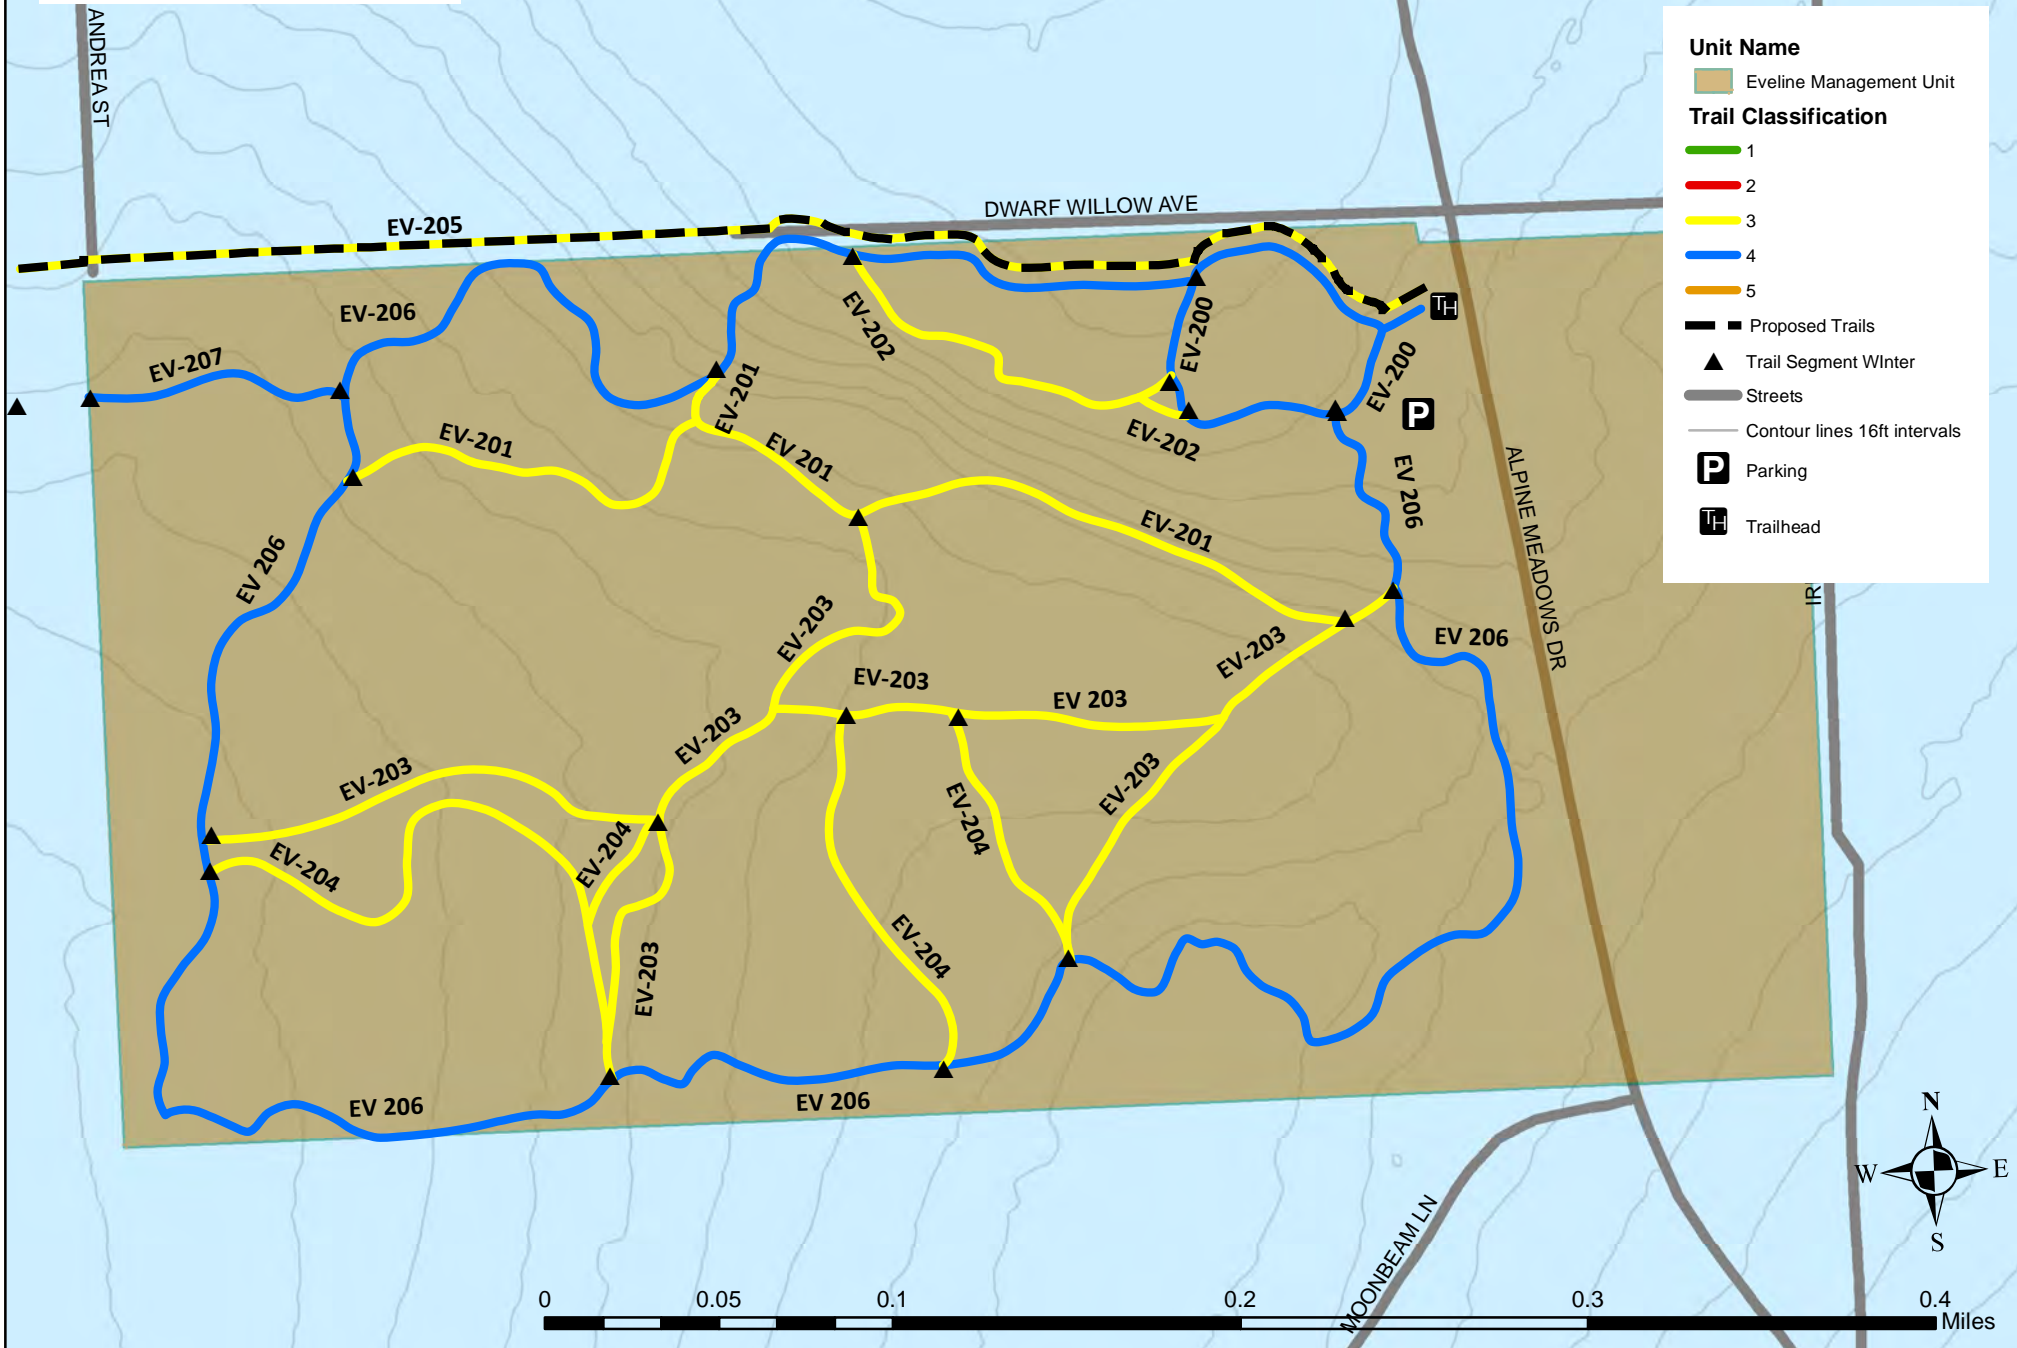 ANDREA ST
DWARF WILLOW AVE
EV-205
EV-206
EV-207
EV-202
EV-200
EV-200
EV-201
EV-201
EV 201
EV-202
EV 206
EV-201
EV 206
EV-203
EV-203
EV 206
EV-203
EV 203
EV-203
EV-203
EV-203
EV-204
EV-204
EV-204
EV-204
EV-203
EV 206
EV 206
ALPINE MEADOWS DR
IR
MOONBEAM LN
TH
P
Unit Name
Eveline Management Unit
Trail Classification
1
2
3
4
5
Proposed Trails
Trail Segment WInter
Streets
Contour lines 16ft intervals
P Parking
TH Trailhead
N
W E
S
0 0.05 0.1 0.2 0.3 0.4
Miles